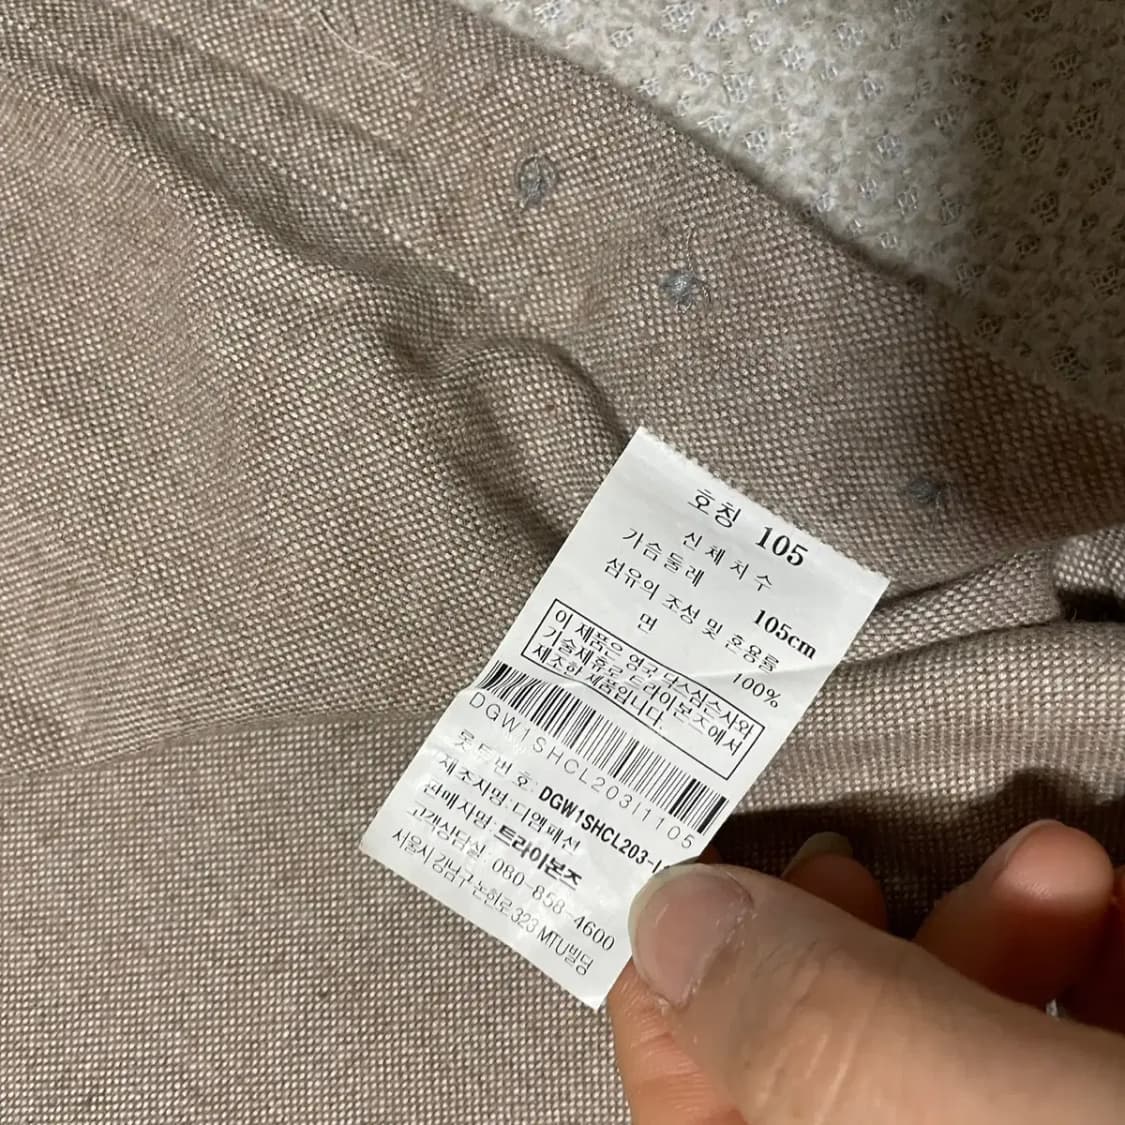 호칭 105
신체치수
가슴둘레 105cm
섬유의 조성 및 혼용률
면 100%
이 제품은 영국 닥스심슨사와
기술제휴로 트라이본즈에서
제조한 제품입니다.
DGW1SHCL203I1105
롯트번호: DGW1SHCL203-I
제조자명: 디엠패션
판매자명: 트라이본즈
고객상담실: 080-858-4600
서울시 강남구 논현로 323 MTU빌딩